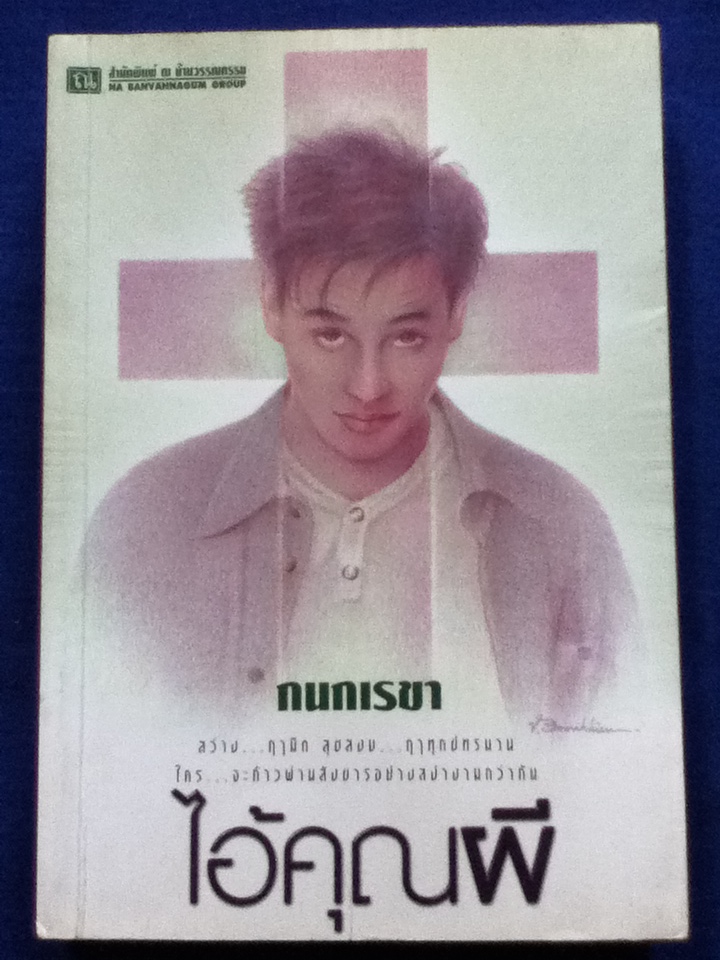 สำนักพิมพ์ ณ บ้านวรรณกรรม
NA BANVANNAGUM GROUP
กนกเรขา
สว่าง...ฤๅมืด สุขสงบ...ฤๅทุกข์ทรมาน
ใคร...จะก้าวผ่านสังขารอย่างสง่างามกว่ากัน
ไอ้คุณผี